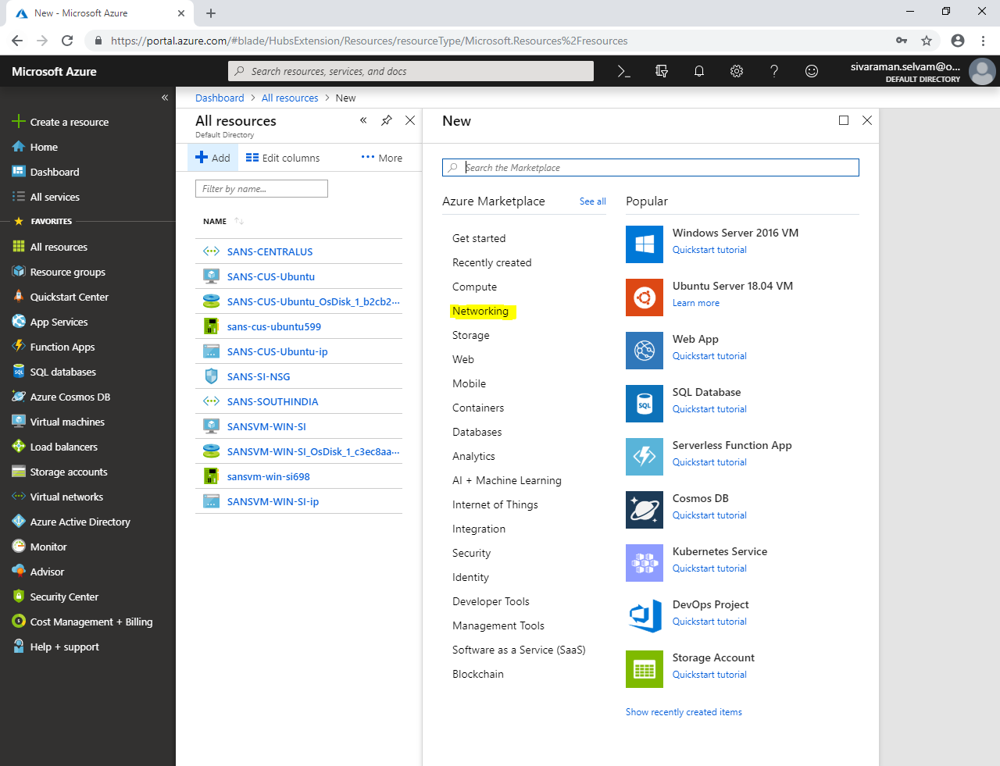 New - Microsoft Azure
https://portal.azure.com/#blade/HubsExtension/Resources/resourceType/Microsoft.Resources%2Fresources
Microsoft Azure
Search resources, services, and docs
sivaraman.selvam@o...
DEFAULT DIRECTORY
Create a resource
Home
Dashboard
All services
FAVORITES
All resources
Resource groups
Quickstart Center
App Services
Function Apps
SQL databases
Azure Cosmos DB
Virtual machines
Load balancers
Storage accounts
Virtual networks
Azure Active Directory
Monitor
Advisor
Security Center
Cost Management + Billing
Help + support
Dashboard > All resources > New
All resources
Default Directory
Add
Edit columns
More
Filter by name...
NAME
SANS-CENTRALUS
SANS-CUS-Ubuntu
SANS-CUS-Ubuntu_OsDisk_1_b2cb2...
sans-cus-ubuntu599
SANS-CUS-Ubuntu-ip
SANS-SI-NSG
SANS-SOUTHINDIA
SANSVM-WIN-SI
SANSVM-WIN-SI_OsDisk_1_c3ec8aa...
sansvm-win-si698
SANSVM-WIN-SI-ip
New
Search the Marketplace
Azure Marketplace
See all
Get started
Recently created
Compute
Networking
Storage
Web
Mobile
Containers
Databases
Analytics
AI + Machine Learning
Internet of Things
Integration
Security
Identity
Developer Tools
Management Tools
Software as a Service (SaaS)
Blockchain
Popular
Windows Server 2016 VM
Quickstart tutorial
Ubuntu Server 18.04 VM
Learn more
Web App
Quickstart tutorial
SQL Database
Quickstart tutorial
Serverless Function App
Quickstart tutorial
Cosmos DB
Quickstart tutorial
Kubernetes Service
Quickstart tutorial
DevOps Project
Quickstart tutorial
Storage Account
Quickstart tutorial
Show recently created items